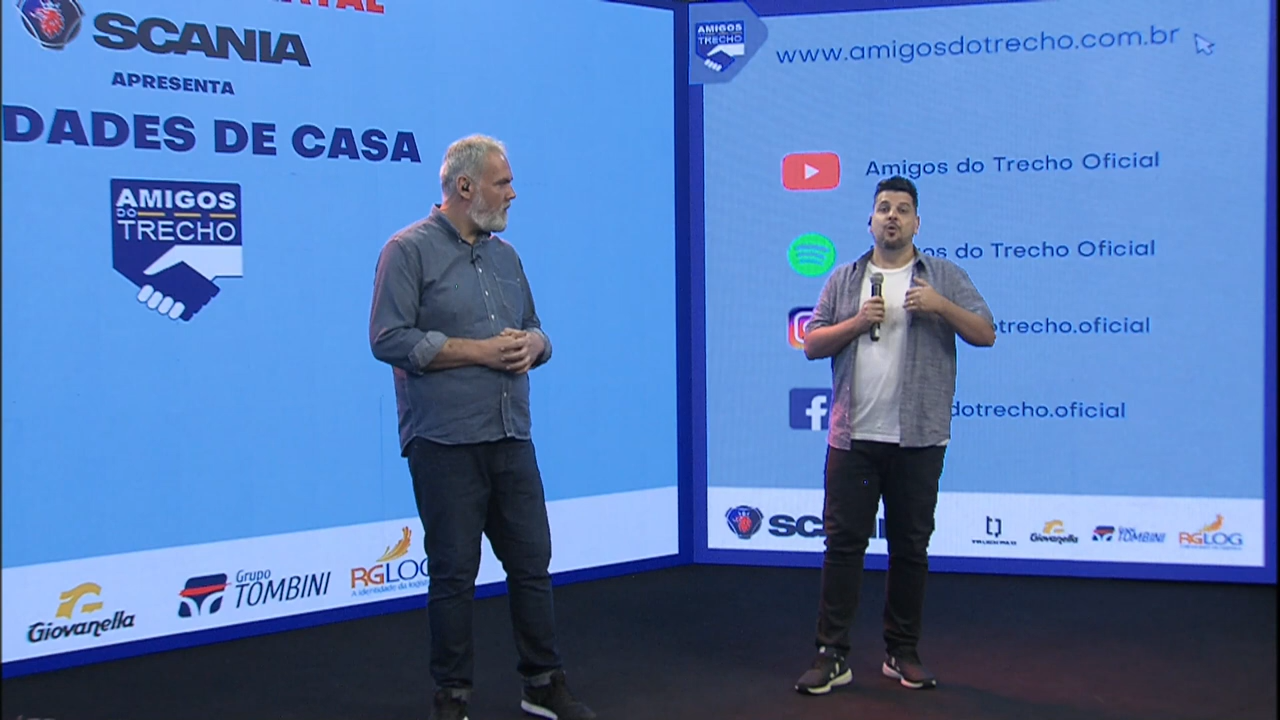 SCANIA
APRESENTA
DADES DE CASA
AMIGOS
DO
TRECHO
Giovanella
Grupo
TOMBINI
RGLOG
AMIGOS
TRECHO
www.amigosdotrecho.com.br
Amigos do Trecho Oficial
os do Trecho Oficial
otrecho.oficial
dotrecho.oficial
Giovanella
TOMBINI
RGLOG